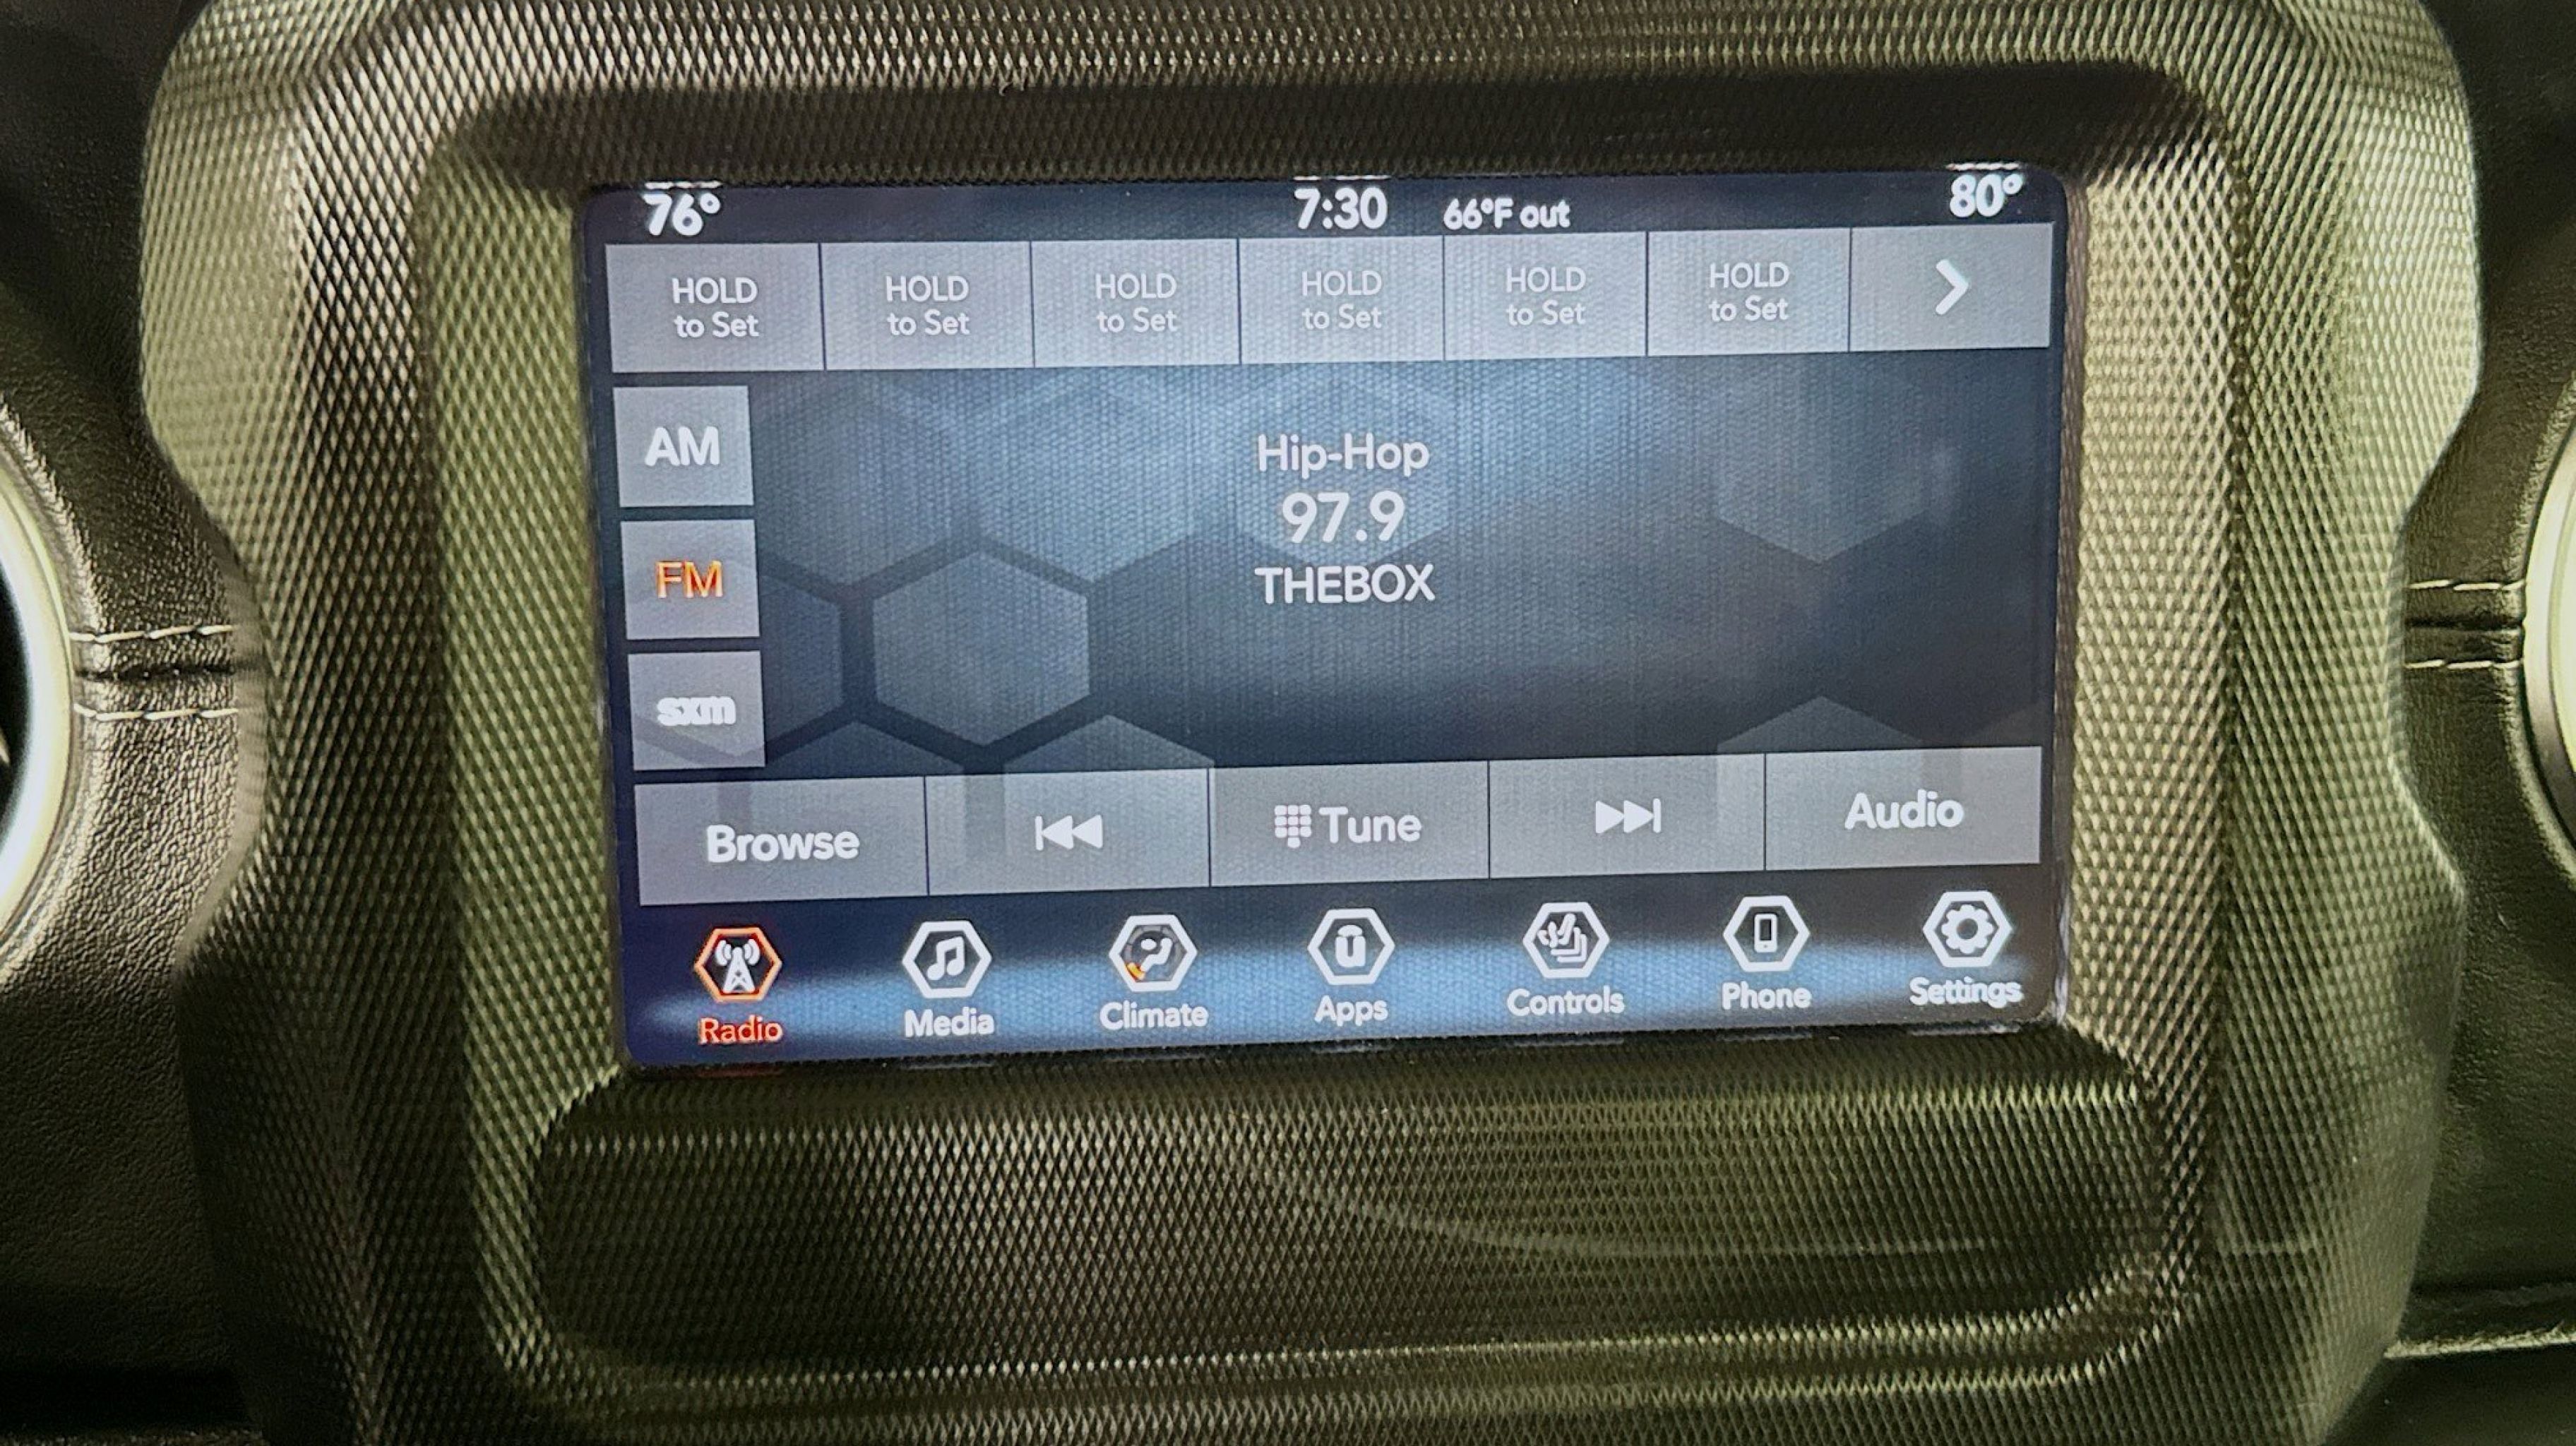 76° 7:30 66°F out 80°
HOLD HOLD HOLD HOLD HOLD HOLD
to Set to Set to Set to Set to Set to Set
AM
FM
sxm
Hip-Hop
97.9
THEBOX
Browse Tune Audio
Radio Media Climate Apps Controls Phone Settings